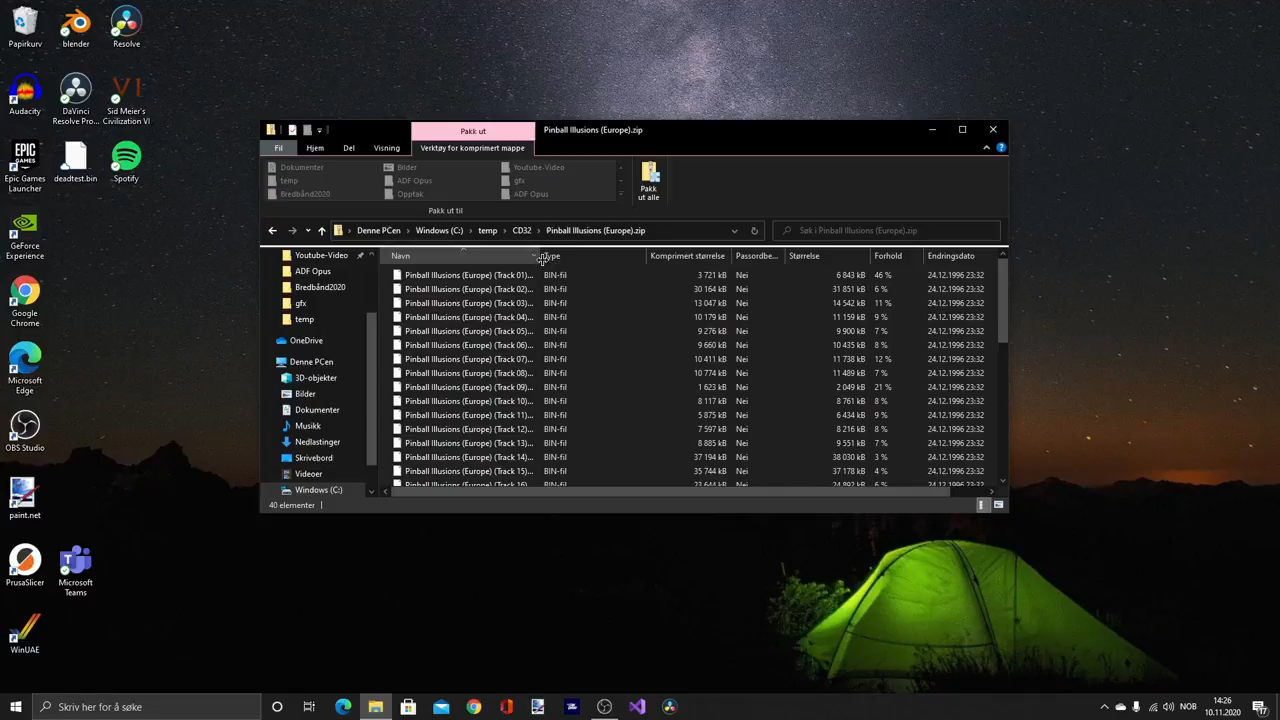 Papirkurv
blender
Resolve
Audacity
DaVinci
Resolve Pro...
Sid Meier's
Civilization VI
Epic Games
Launcher
deadtest.bin
Spotify
GeForce
Experience
Google
Chrome
Microsoft
Edge
OBS Studio
paint.net
PrusaSlicer
Microsoft
Teams
WinUAE
Pakk ut
Pinball Illusions (Europe).zip
Fil
Hjem
Del
Visning
Verktøy for komprimert mappe
Dokumenter
Bilder
Youtube-Video
temp
ADF Opus
gfx
Bredbånd2020
Opptak
ADF Opus
Pakk
ut alle
Pakk ut til
Denne PCen
Windows (C:)
temp
CD32
Pinball Illusions (Europe).zip
Søk i Pinball Illusions (Europe).zip
Youtube-Video
ADF Opus
Bredbånd2020
gfx
temp
OneDrive
Denne PCen
3D-objekter
Bilder
Dokumenter
Musikk
Nedlastinger
Skrivebord
Videoer
Windows (C:)
Navn Type Komprimert størrelse Passordbe... Størrelse Forhold Endringsdato
Pinball Illusions (Europe) (Track 01)... BIN-fil 3 721 kB Nei 6 843 kB 46 % 24.12.1996 23:32
Pinball Illusions (Europe) (Track 02)... BIN-fil 30 164 kB Nei 31 851 kB 6 % 24.12.1996 23:32
Pinball Illusions (Europe) (Track 03)... BIN-fil 13 047 kB Nei 14 542 kB 11 % 24.12.1996 23:32
Pinball Illusions (Europe) (Track 04)... BIN-fil 10 179 kB Nei 11 159 kB 9 % 24.12.1996 23:32
Pinball Illusions (Europe) (Track 05)... BIN-fil 9 276 kB Nei 9 900 kB 7 % 24.12.1996 23:32
Pinball Illusions (Europe) (Track 06)... BIN-fil 9 660 kB Nei 10 435 kB 8 % 24.12.1996 23:32
Pinball Illusions (Europe) (Track 07)... BIN-fil 10 411 kB Nei 11 738 kB 12 % 24.12.1996 23:32
Pinball Illusions (Europe) (Track 08)... BIN-fil 10 774 kB Nei 11 489 kB 7 % 24.12.1996 23:32
Pinball Illusions (Europe) (Track 09)... BIN-fil 1 623 kB Nei 2 049 kB 21 % 24.12.1996 23:32
Pinball Illusions (Europe) (Track 10)... BIN-fil 8 117 kB Nei 8 761 kB 8 % 24.12.1996 23:32
Pinball Illusions (Europe) (Track 11)... BIN-fil 5 875 kB Nei 6 434 kB 9 % 24.12.1996 23:32
Pinball Illusions (Europe) (Track 12)... BIN-fil 7 597 kB Nei 8 216 kB 8 % 24.12.1996 23:32
Pinball Illusions (Europe) (Track 13)... BIN-fil 8 885 kB Nei 9 551 kB 7 % 24.12.1996 23:32
Pinball Illusions (Europe) (Track 14)... BIN-fil 37 194 kB Nei 38 030 kB 3 % 24.12.1996 23:32
Pinball Illusions (Europe) (Track 15)... BIN-fil 35 744 kB Nei 37 178 kB 4 % 24.12.1996 23:32
Pinball Illusions (Europe) (Track 16)... BIN-fil 23 644 kB Nei 24 892 kB 6 % 24.12.1996 23:32
40 elementer
Skriv her for å søke
NOB
14:26
10.11.2020